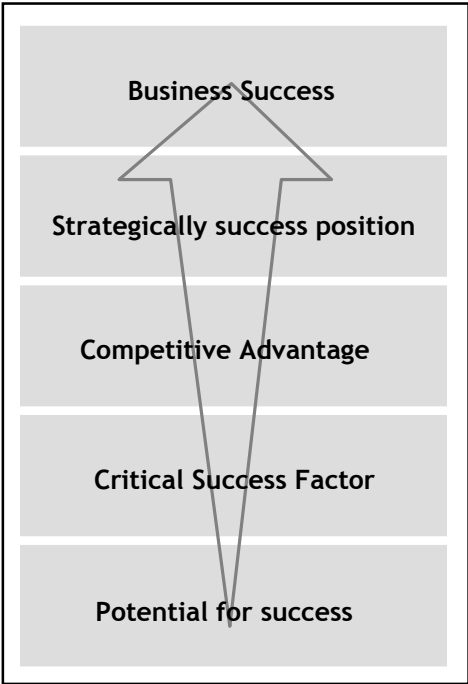 Business Success
Strategically success position
Competitive Advantage
Critical Success Factor
Potential for success